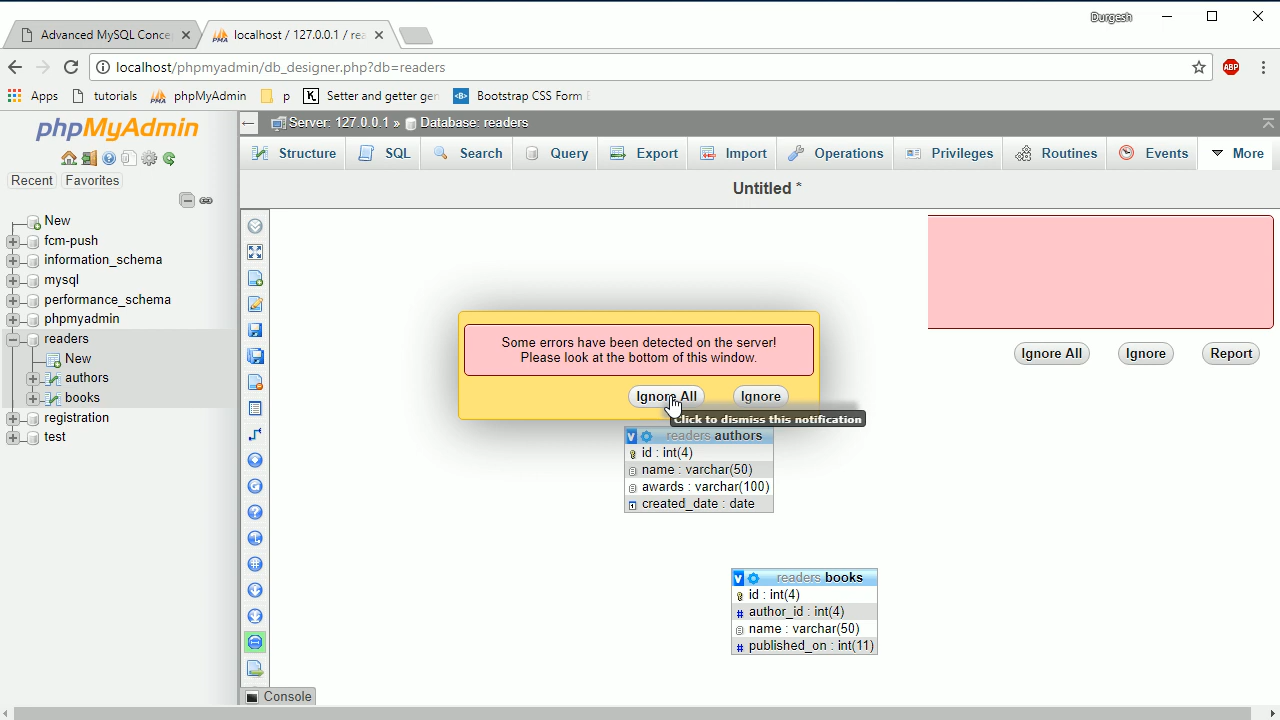 Durgesh
Advanced MySQL Conce
localhost / 127.0.0.1 / rea
localhost/phpmyadmin/db_designer.php?db=readers
ABP
Apps tutorials phpMyAdmin p Setter and getter gen Bootstrap CSS Form
phpMyAdmin
Recent Favorites
New
fcm-push
information_schema
mysql
performance_schema
phpmyadmin
readers
New
authors
books
registration
test
Server: 127.0.0.1 » Database: readers
Structure SQL Search Query Export Import Operations Privileges Routines Events More
Untitled *
Some errors have been detected on the server!
Please look at the bottom of this window.
Ignore All Ignore
Click to dismiss this notification
Ignore All Ignore Report
readers authors
id : int(4)
name : varchar(50)
awards : varchar(100)
created_date : date
readers books
id : int(4)
author_id : int(4)
name : varchar(50)
published_on : int(11)
Console